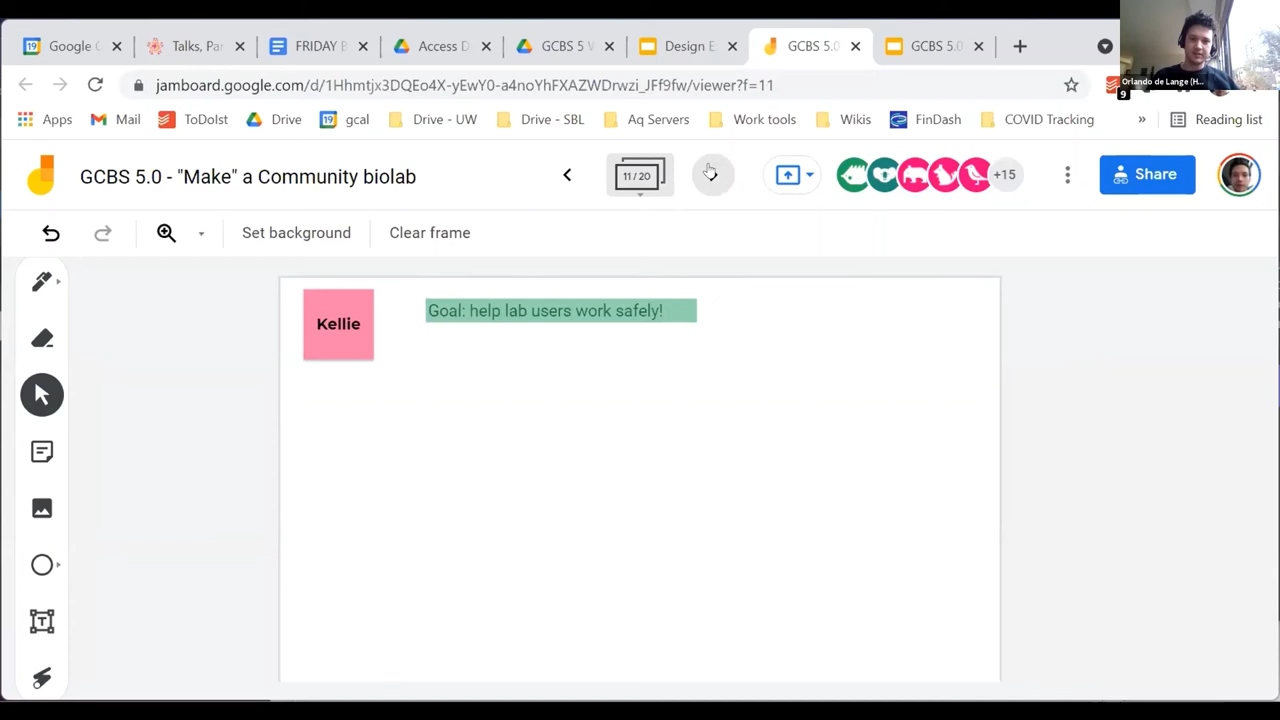 Google C
Talks, Par
FRIDAY B
Access D
GCBS 5 W
Design E
GCBS 5.0
GCBS 5.0
jamboard.google.com/d/1Hhmtjx3DQEC4X9zEwY0-a4noYhFXAZWDrwzi_JFf9fw/viewer?f=11
Apps
Mail
ToDoIst
Drive
gcal
Drive - UW
Drive - SBL
Aq Servers
Work tools
Wikis
FinDash
COVID Tracking
»
Reading list
Orlando de Lange (H...
9
GCBS 5.0 - "Make" a Community biolab
11 / 20
+15
Share
Set background
Clear frame
Kellie
Goal: help lab users work safely!